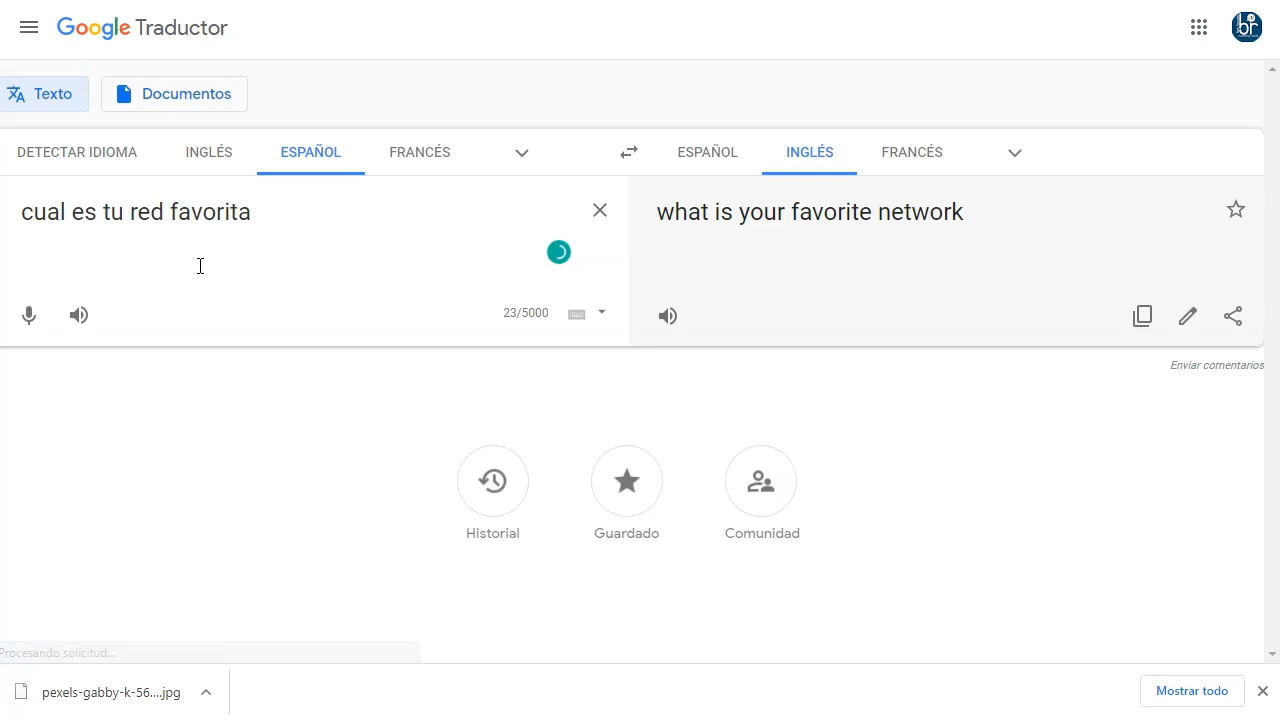 Google Traductor
br
Texto
Documentos
DETECTAR IDIOMA INGLÉS ESPAÑOL FRANCÉS
ESPAÑOL INGLÉS FRANCÉS
cual es tu red favorita
what is your favorite network
23/5000
Enviar comentarios
Historial
Guardado
Comunidad
Procesando solicitud...
pexels-gabby-k-56....jpg
Mostrar todo